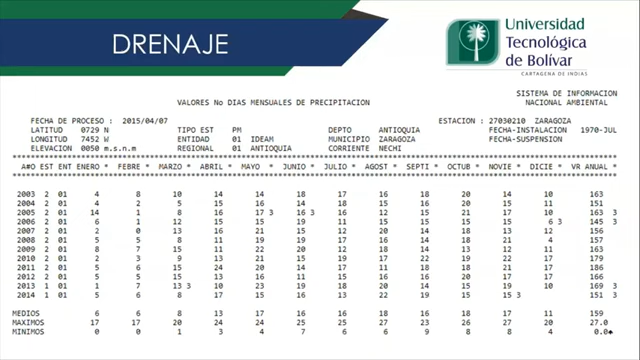 DRENAJE
Universidad
Tecnológica
de Bolívar
CARTAGENA DE INDIAS
SISTEMA DE INFORMACION
VALORES No DIAS MENSUALES DE PRECIPITACION NACIONAL AMBIENTAL
FECHA DE PROCESO : 2015/04/07 ESTACION : 27030210 ZARAGOZA
LATITUD 0729 N TIPO EST PM DEPTO ANTIOQUIA FECHA-INSTALACION 1970-JUL
LONGITUD 7452 W ENTIDAD 01 IDEAM MUNICIPIO ZARAGOZA FECHA-SUSPENSION
ELEVACION 0050 m.s.n.m REGIONAL 01 ANTIOQUIA CORRIENTE NECHI
A#O EST ENT ENERO * FEBRE * MARZO * ABRIL * MAYO * JUNIO * JULIO * AGOST * SEPTI * OCTUB * NOVIE * DICIE * VR ANUAL *
2003 2 01 4 8 10 14 14 18 17 16 18 20 14 10 163
2004 2 01 4 2 5 15 16 14 18 15 16 20 15 11 151
2005 2 01 14 1 8 16 17 3 16 3 16 12 15 21 17 10 163 3
2006 2 01 6 1 12 15 15 19 11 15 15 15 15 6 3 145 3
2007 2 01 2 0 13 16 21 15 12 20 14 18 13 12 156
2008 2 01 5 5 8 11 19 19 17 16 14 18 21 4 157
2009 2 01 8 7 15 11 22 20 13 16 12 14 11 4 153
2010 2 01 2 3 9 13 21 14 20 17 22 19 22 17 179
2011 2 01 5 6 15 24 20 14 17 11 18 18 21 17 186
2012 2 01 5 5 15 13 16 11 15 16 16 20 17 17 166
2013 1 01 6 7 13 3 10 23 19 18 20 14 15 14 10 169 3
2014 1 01 5 6 8 17 15 16 13 22 19 15 15 3 151 3
MEDIOS 6 6 8 13 17 16 16 18 16 18 17 11 159
MAXIMOS 17 17 20 24 24 25 25 27 23 26 27 20 27.0
MINIMOS 0 0 1 3 4 7 6 6 9 8 8 4 0.0